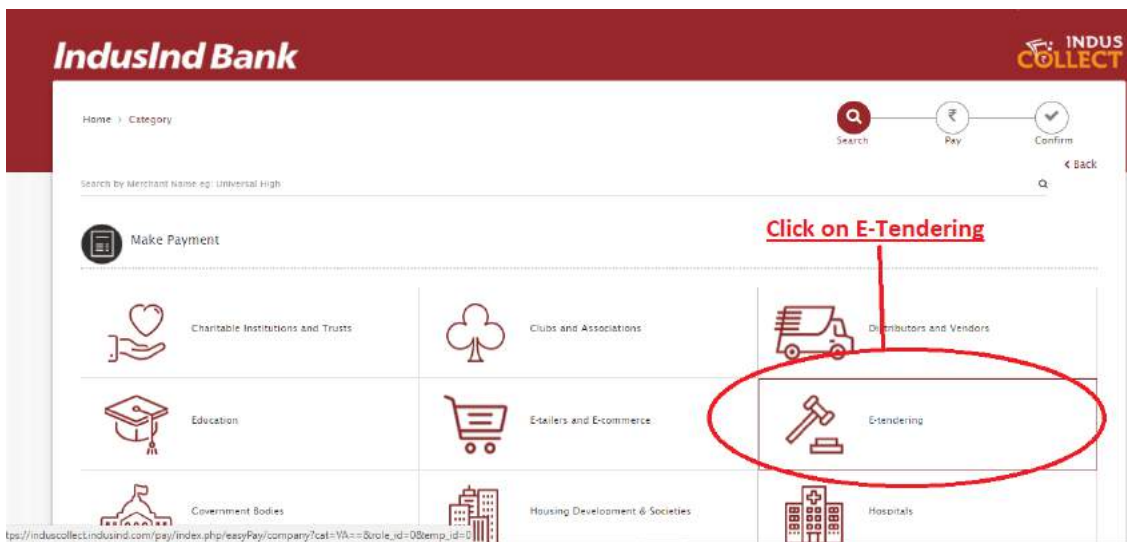 IndusInd Bank
INDUS
COLLECT
Home > Category
Search
Pay
Confirm
< Back
Search by Merchant Name eg: Universal High
Make Payment
Click on E-Tendering
Charitable Institutions and Trusts
Clubs and Associations
Distributors and Vendors
Education
E-tailers and E-commerce
E-tendering
Government Bodies
Housing Development & Societies
Hospitals
tps://induscollect.indusind.com/pay/index.php/easyPay/company?cat=YA==&role_id=0&temp_id=0